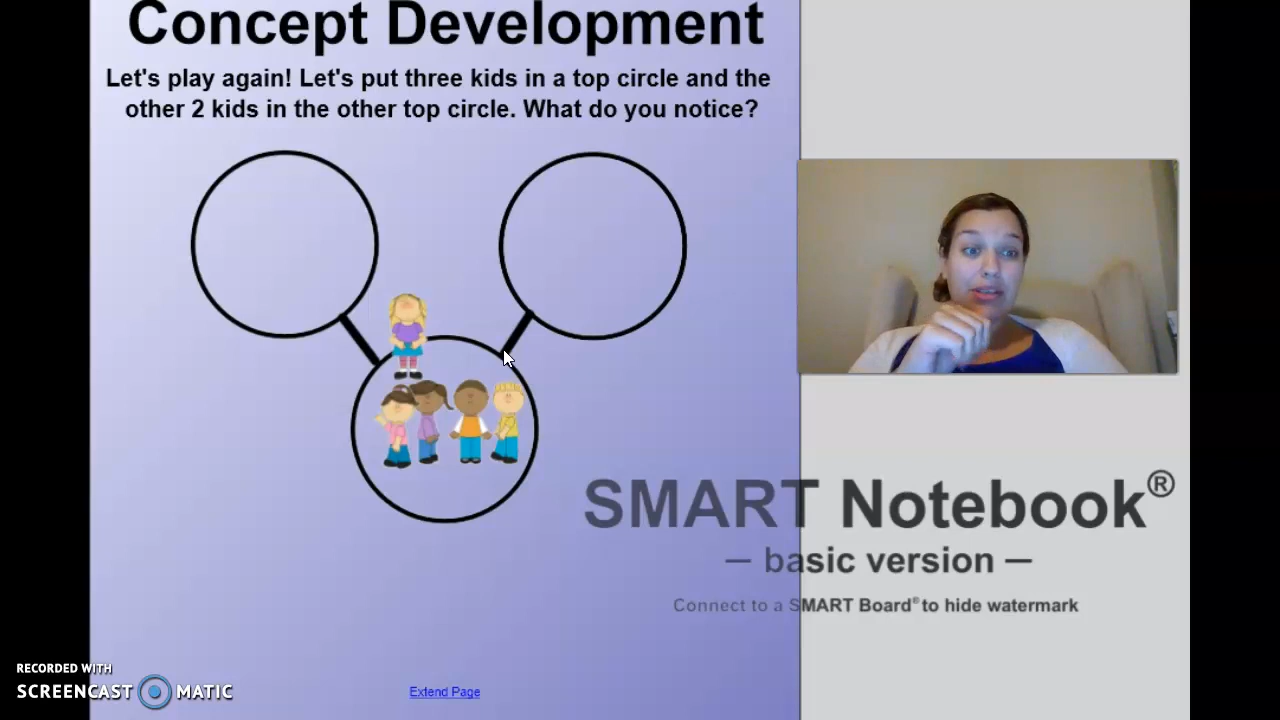 Concept Development
Let's play again! Let's put three kids in a top circle and the
other 2 kids in the other top circle. What do you notice?
SMART Notebook®
— basic version —
Connect to a SMART Board® to hide watermark
RECORDED WITH
SCREENCAST MATIC
Extend Page